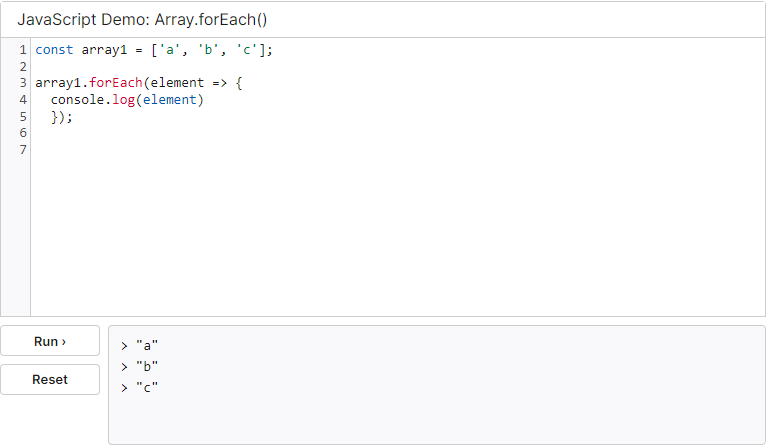 JavaScript Demo: Array.forEach()
1 const array1 = ['a', 'b', 'c'];
2
3 array1.forEach(element => {
4   console.log(element)
5   });
6
7
Run ›
Reset
> "a"
> "b"
> "c"